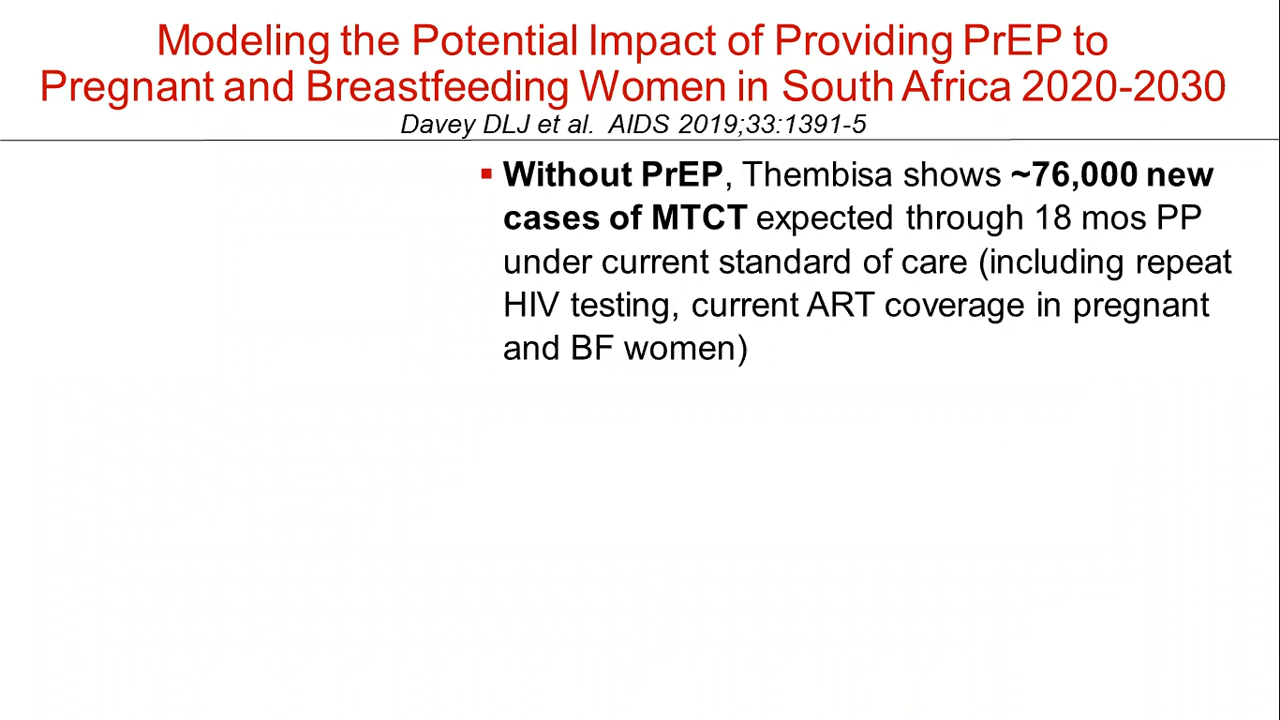 Modeling the Potential Impact of Providing PrEP to
Pregnant and Breastfeeding Women in South Africa 2020-2030
Davey DLJ et al. AIDS 2019;33:1391-5
▪ Without PrEP, Thembisa shows ~76,000 new
cases of MTCT expected through 18 mos PP
under current standard of care (including repeat
HIV testing, current ART coverage in pregnant
and BF women)